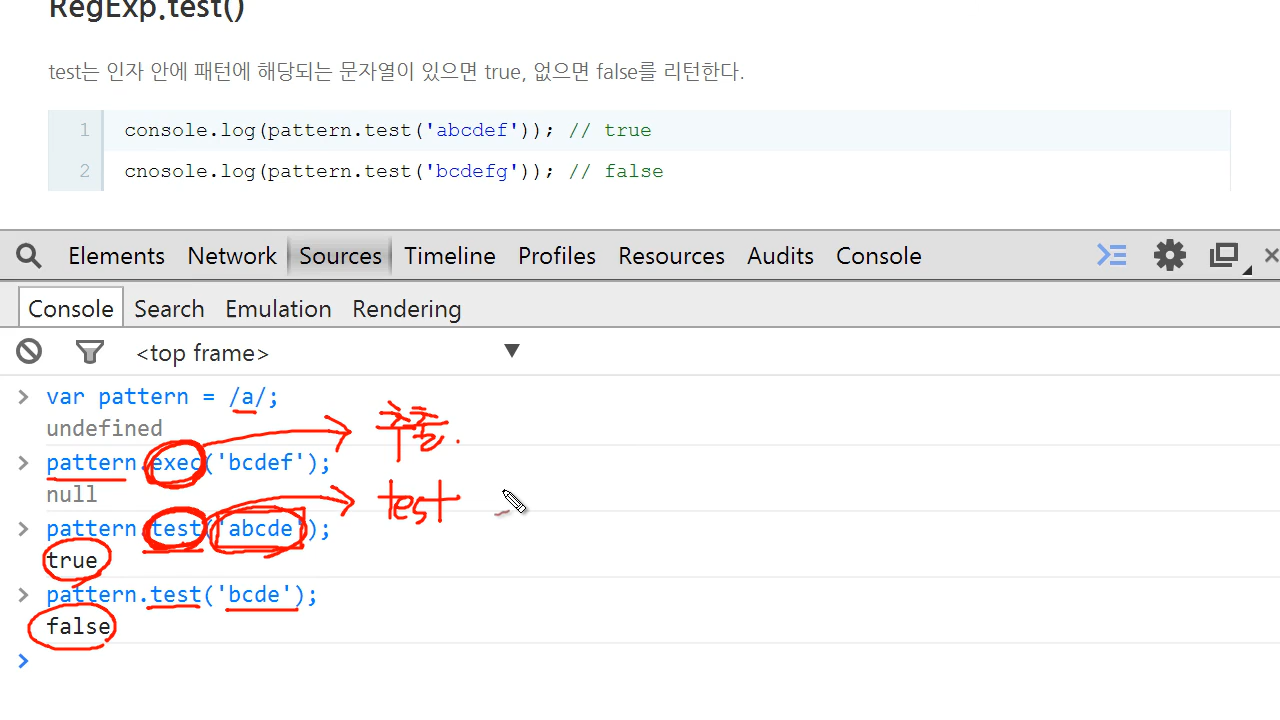 RegExp.test()
test는 인자 안에 패턴에 해당되는 문자열이 있으면 true, 없으면 false를 리턴한다.
1 console.log(pattern.test('abcdef')); // true
2 cnosole.log(pattern.test('bcdefg')); // false
Elements Network Sources Timeline Profiles Resources Audits Console
Console Search Emulation Rendering
<top frame>
> var pattern = /a/;
undefined
추출.
> pattern.exec('bcdef');
null
test
> pattern.test('abcde');
true
> pattern.test('bcde');
false
>